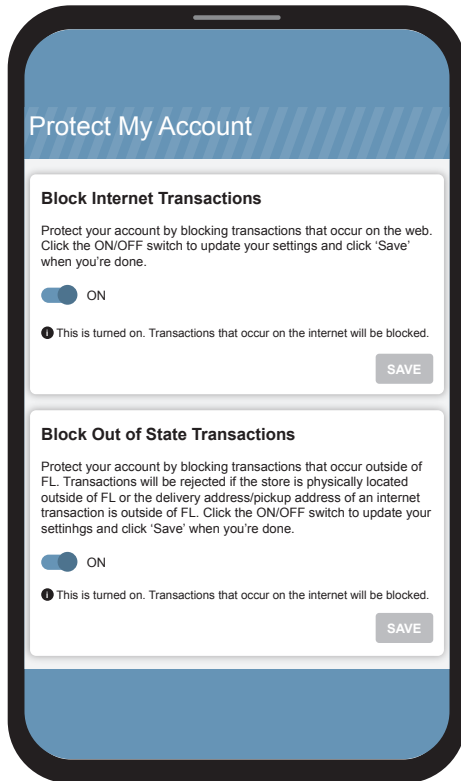 Protect My Account
Block Internet Transactions
Protect your account by blocking transactions that occur on the web.
Click the ON/OFF switch to update your settings and click ‘Save’
when you’re done.
ON
i This is turned on. Transactions that occur on the internet will be blocked.
SAVE
Block Out of State Transactions
Protect your account by blocking transactions that occur outside of
FL. Transactions will be rejected if the store is physically located
outside of FL or the delivery address/pickup address of an internet
transaction is outside of FL. Click the ON/OFF switch to update your
settinhgs and click ‘Save’ when you’re done.
ON
i This is turned on. Transactions that occur on the internet will be blocked.
SAVE